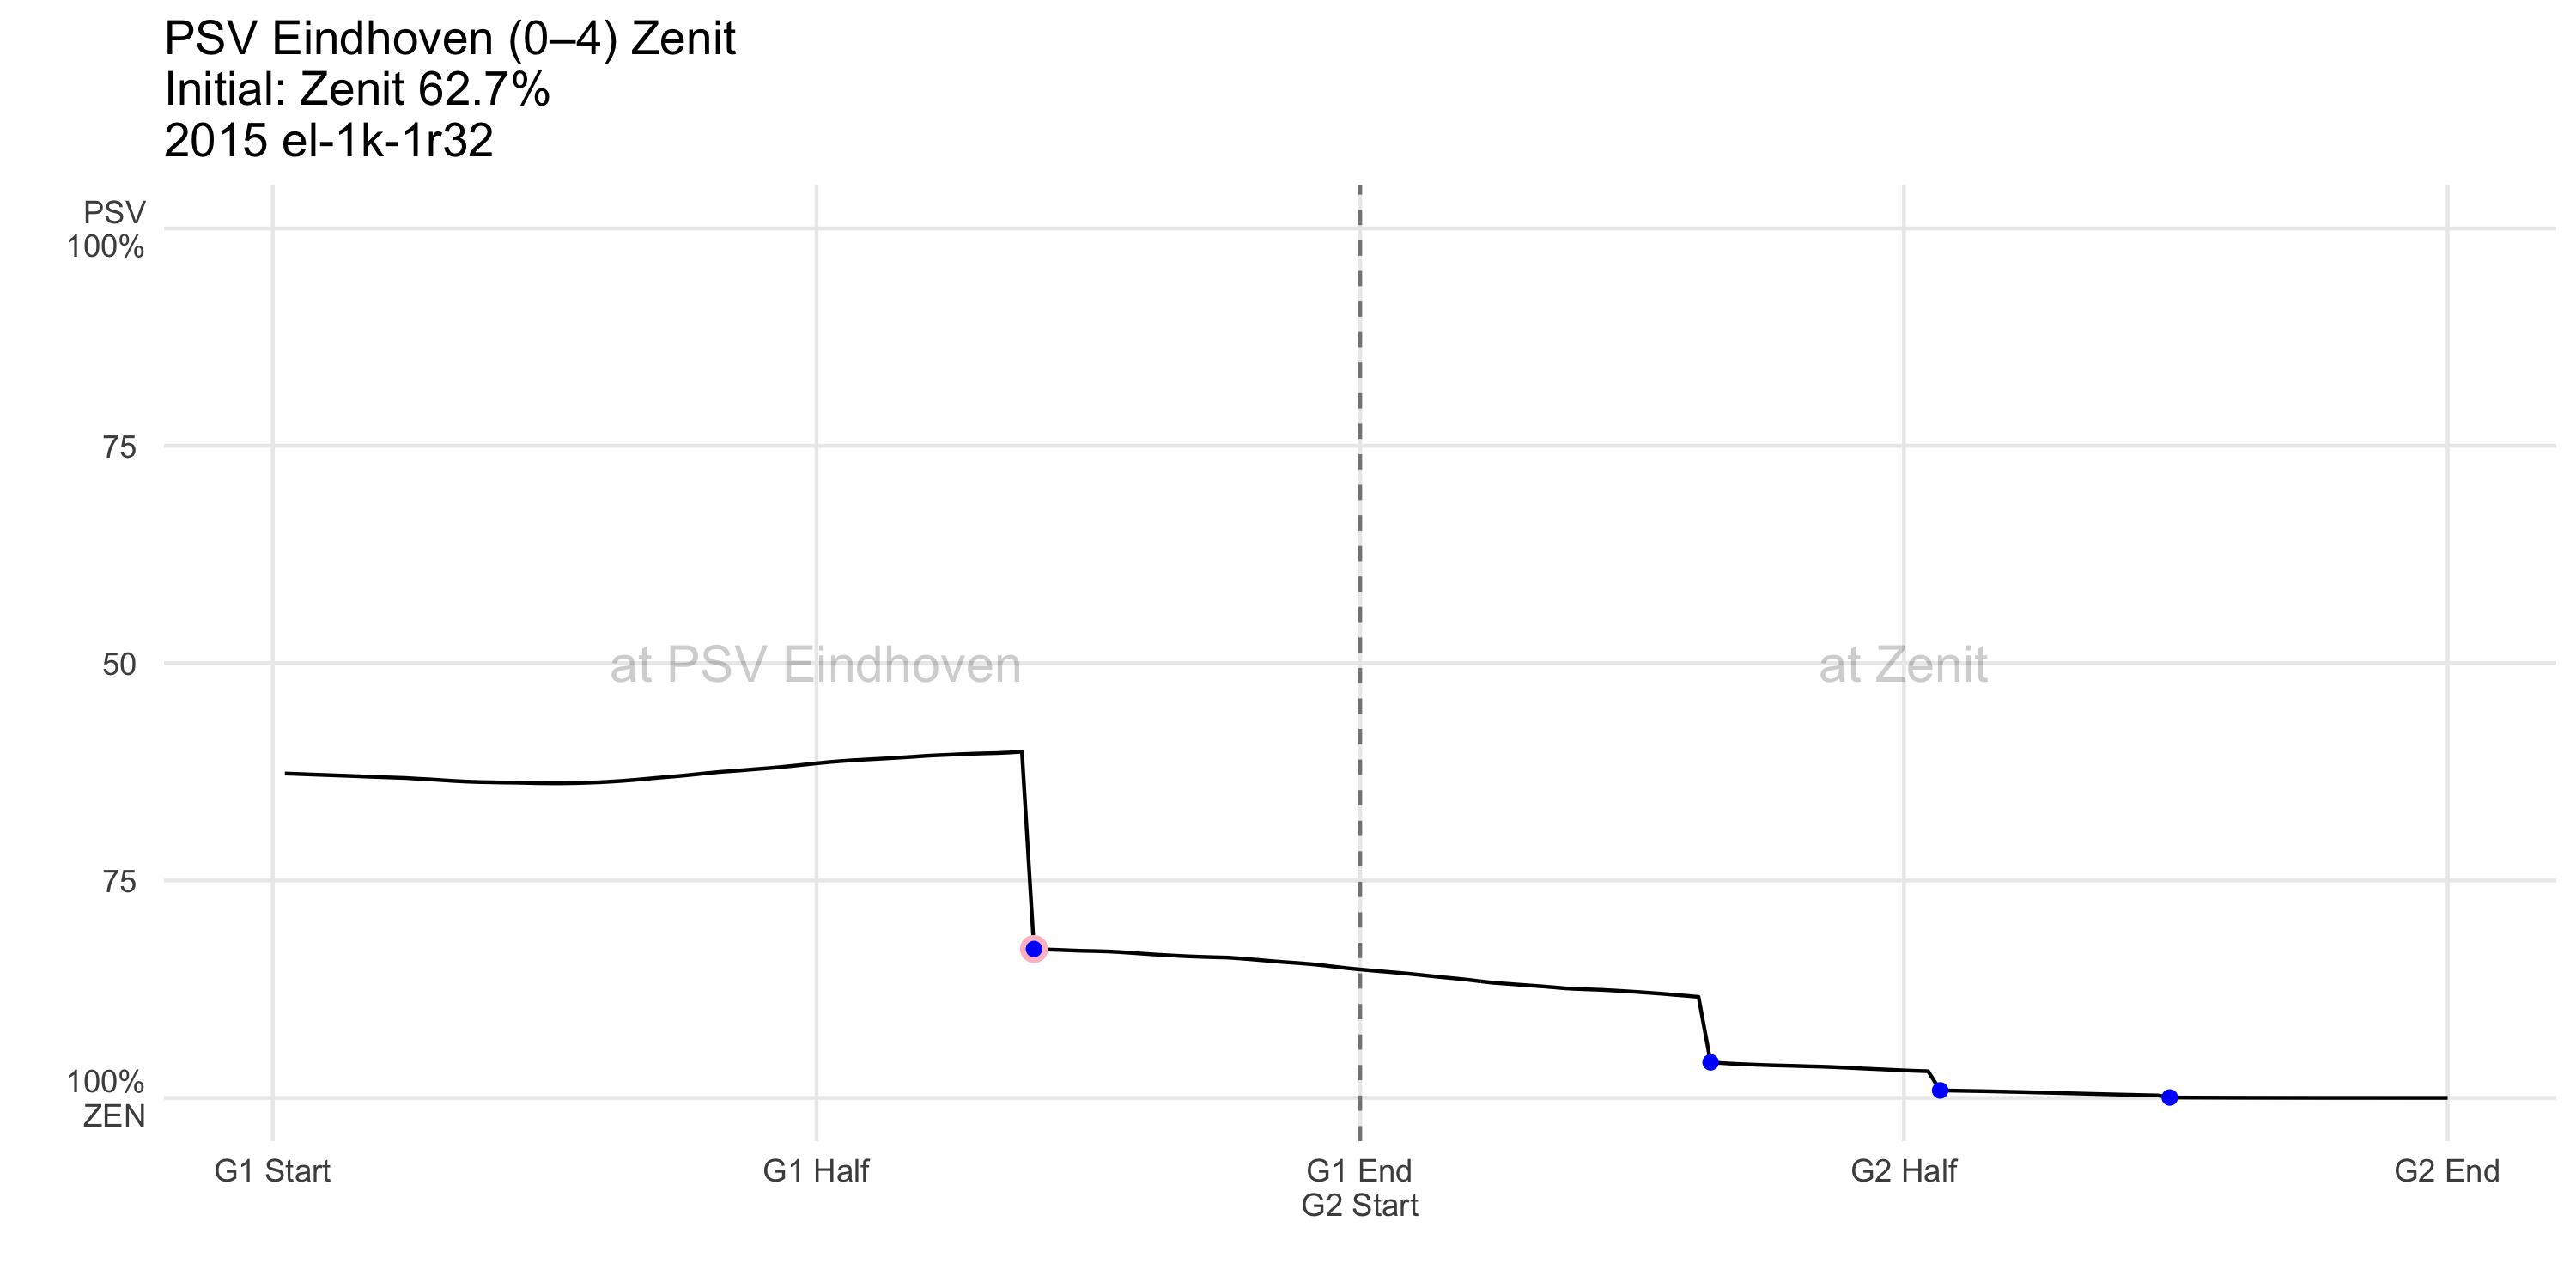 PSV Eindhoven (0–4) Zenit
Initial: Zenit 62.7%
2015 el-1k-1r32
PSV
100%
75
50
75
100%
ZEN
at PSV Eindhoven
at Zenit
G1 Start
G1 Half
G1 End
G2 Start
G2 Half
G2 End